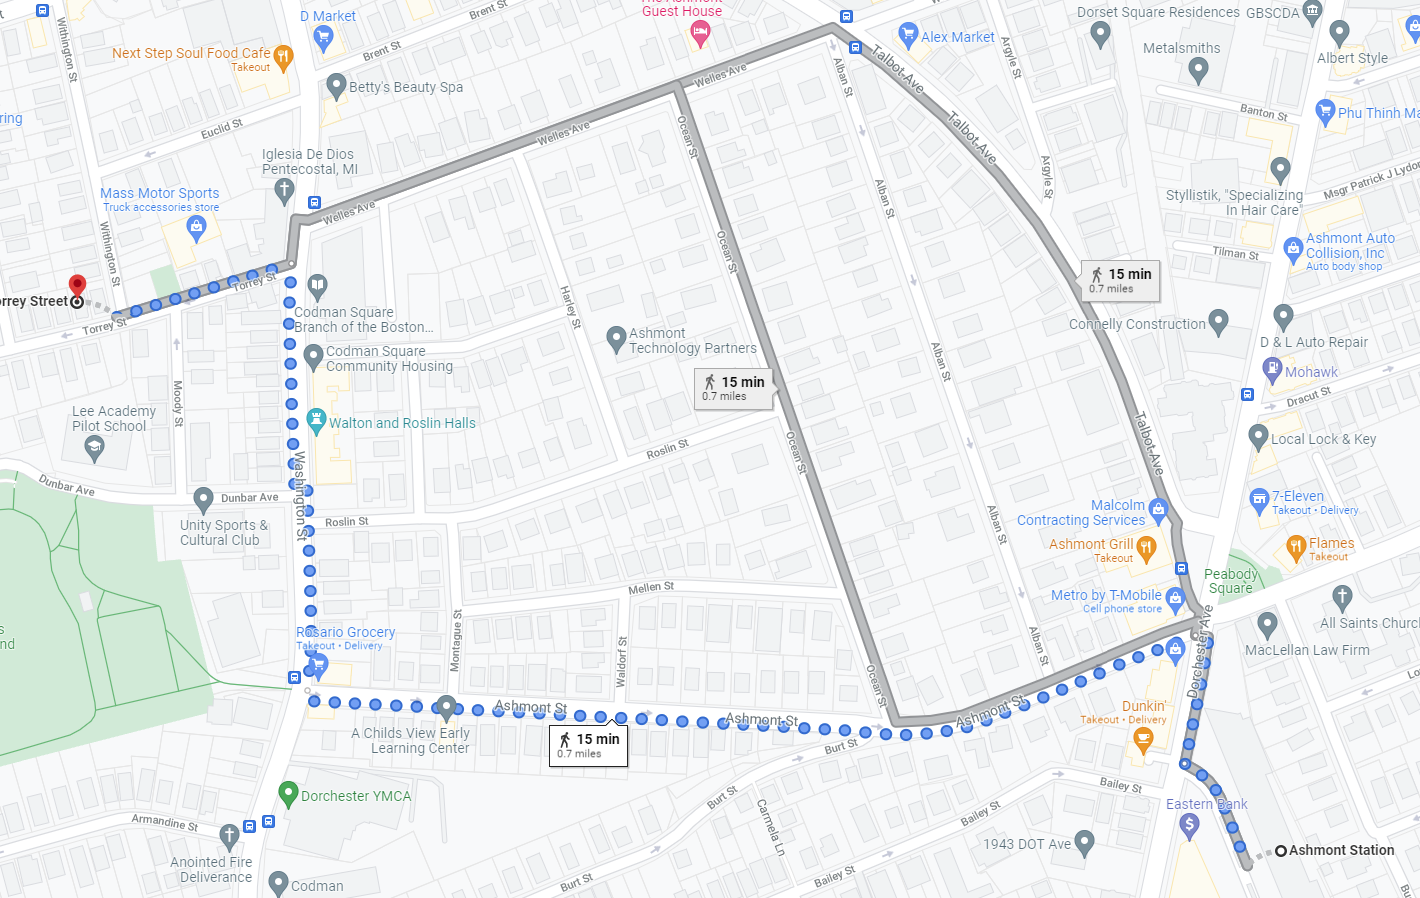 Withington St
D Market
Brent St
The Ashmont
Guest House
Dorset Square Residences
GBSCDA
Next Step Soul Food Cafe
Takeout
Brent St
Alex Market
Argyle St
Metalsmiths
Albert Style
Betty's Beauty Spa
Welles Ave
Alban St
Talbot Ave
Banton St
Phu Thinh Ma
ring
Euclid St
Welles Ave
Ocean St
Talbot Ave
Iglesia De Dios
Pentecostal, MI
Argyle St
Msgr Patrick J Lydon
Mass Motor Sports
Truck accessories store
Welles Ave
Alban St
Styllistik, "Specializing
In Hair Care"
Withington St
Ocean St
Tilman St
Ashmont Auto
Collision, Inc
Auto body shop
15 min
0.7 miles
Torrey St
orrey Street
Torrey St
Codman Square
Branch of the Boston...
Harley St
Ashmont
Technology Partners
Connelly Construction
D & L Auto Repair
Codman Square
Community Housing
Alban St
Mohawk
15 min
0.7 miles
Moody St
Dracut St
Lee Academy
Pilot School
Walton and Roslin Halls
Roslin St
Ocean St
Talbot Ave
Local Lock & Key
Dunbar Ave
Dunbar Ave
Washington St
7-Eleven
Takeout • Delivery
Malcolm
Contracting Services
Unity Sports &
Cultural Club
Roslin St
Alban St
Ashmont Grill
Takeout
Flames
Takeout
Peabody
Square
Mellen St
Metro by T-Mobile
Cell phone store
s
nd
Rosario Grocery
Takeout • Delivery
Montague St
Waldorf St
Alban St
Dorchester Ave
All Saints Church
MacLellan Law Firm
Ocean St
Ashmont St
Ashmont St
Ashmont St
Dunkin'
Takeout • Delivery
A Childs View Early
Learning Center
15 min
0.7 miles
Burt St
Dorchester YMCA
Burt St
Carmela Ln
Bailey St
Bailey St
Eastern Bank
Armandine St
1943 DOT Ave
Ashmont Station
Anointed Fire
Deliverance
Codman
Burt St
Bailey St